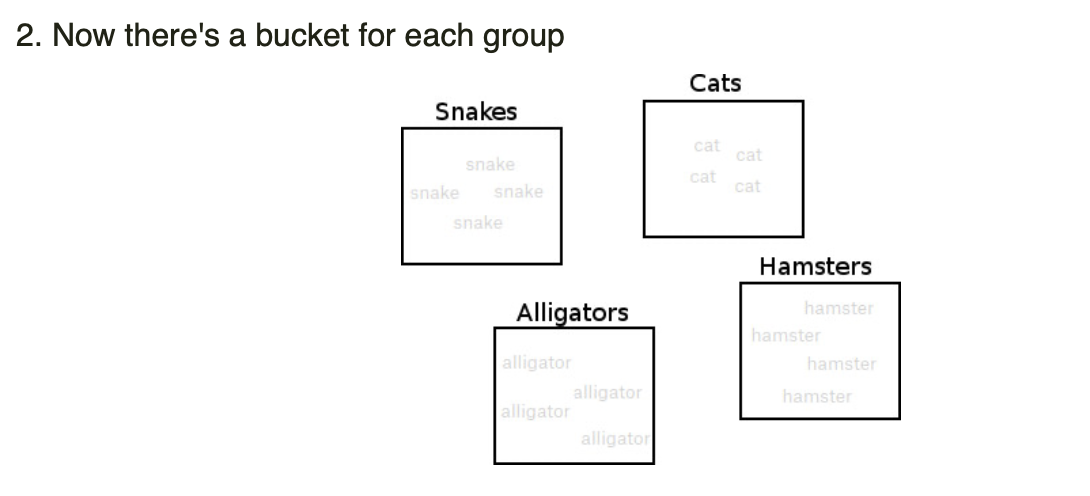 2. Now there's a bucket for each group
Snakes
snake
snake snake
snake
Cats
cat
cat
cat
cat
Alligators
alligator
alligator
alligator
alligator
Hamsters
hamster
hamster
hamster
hamster